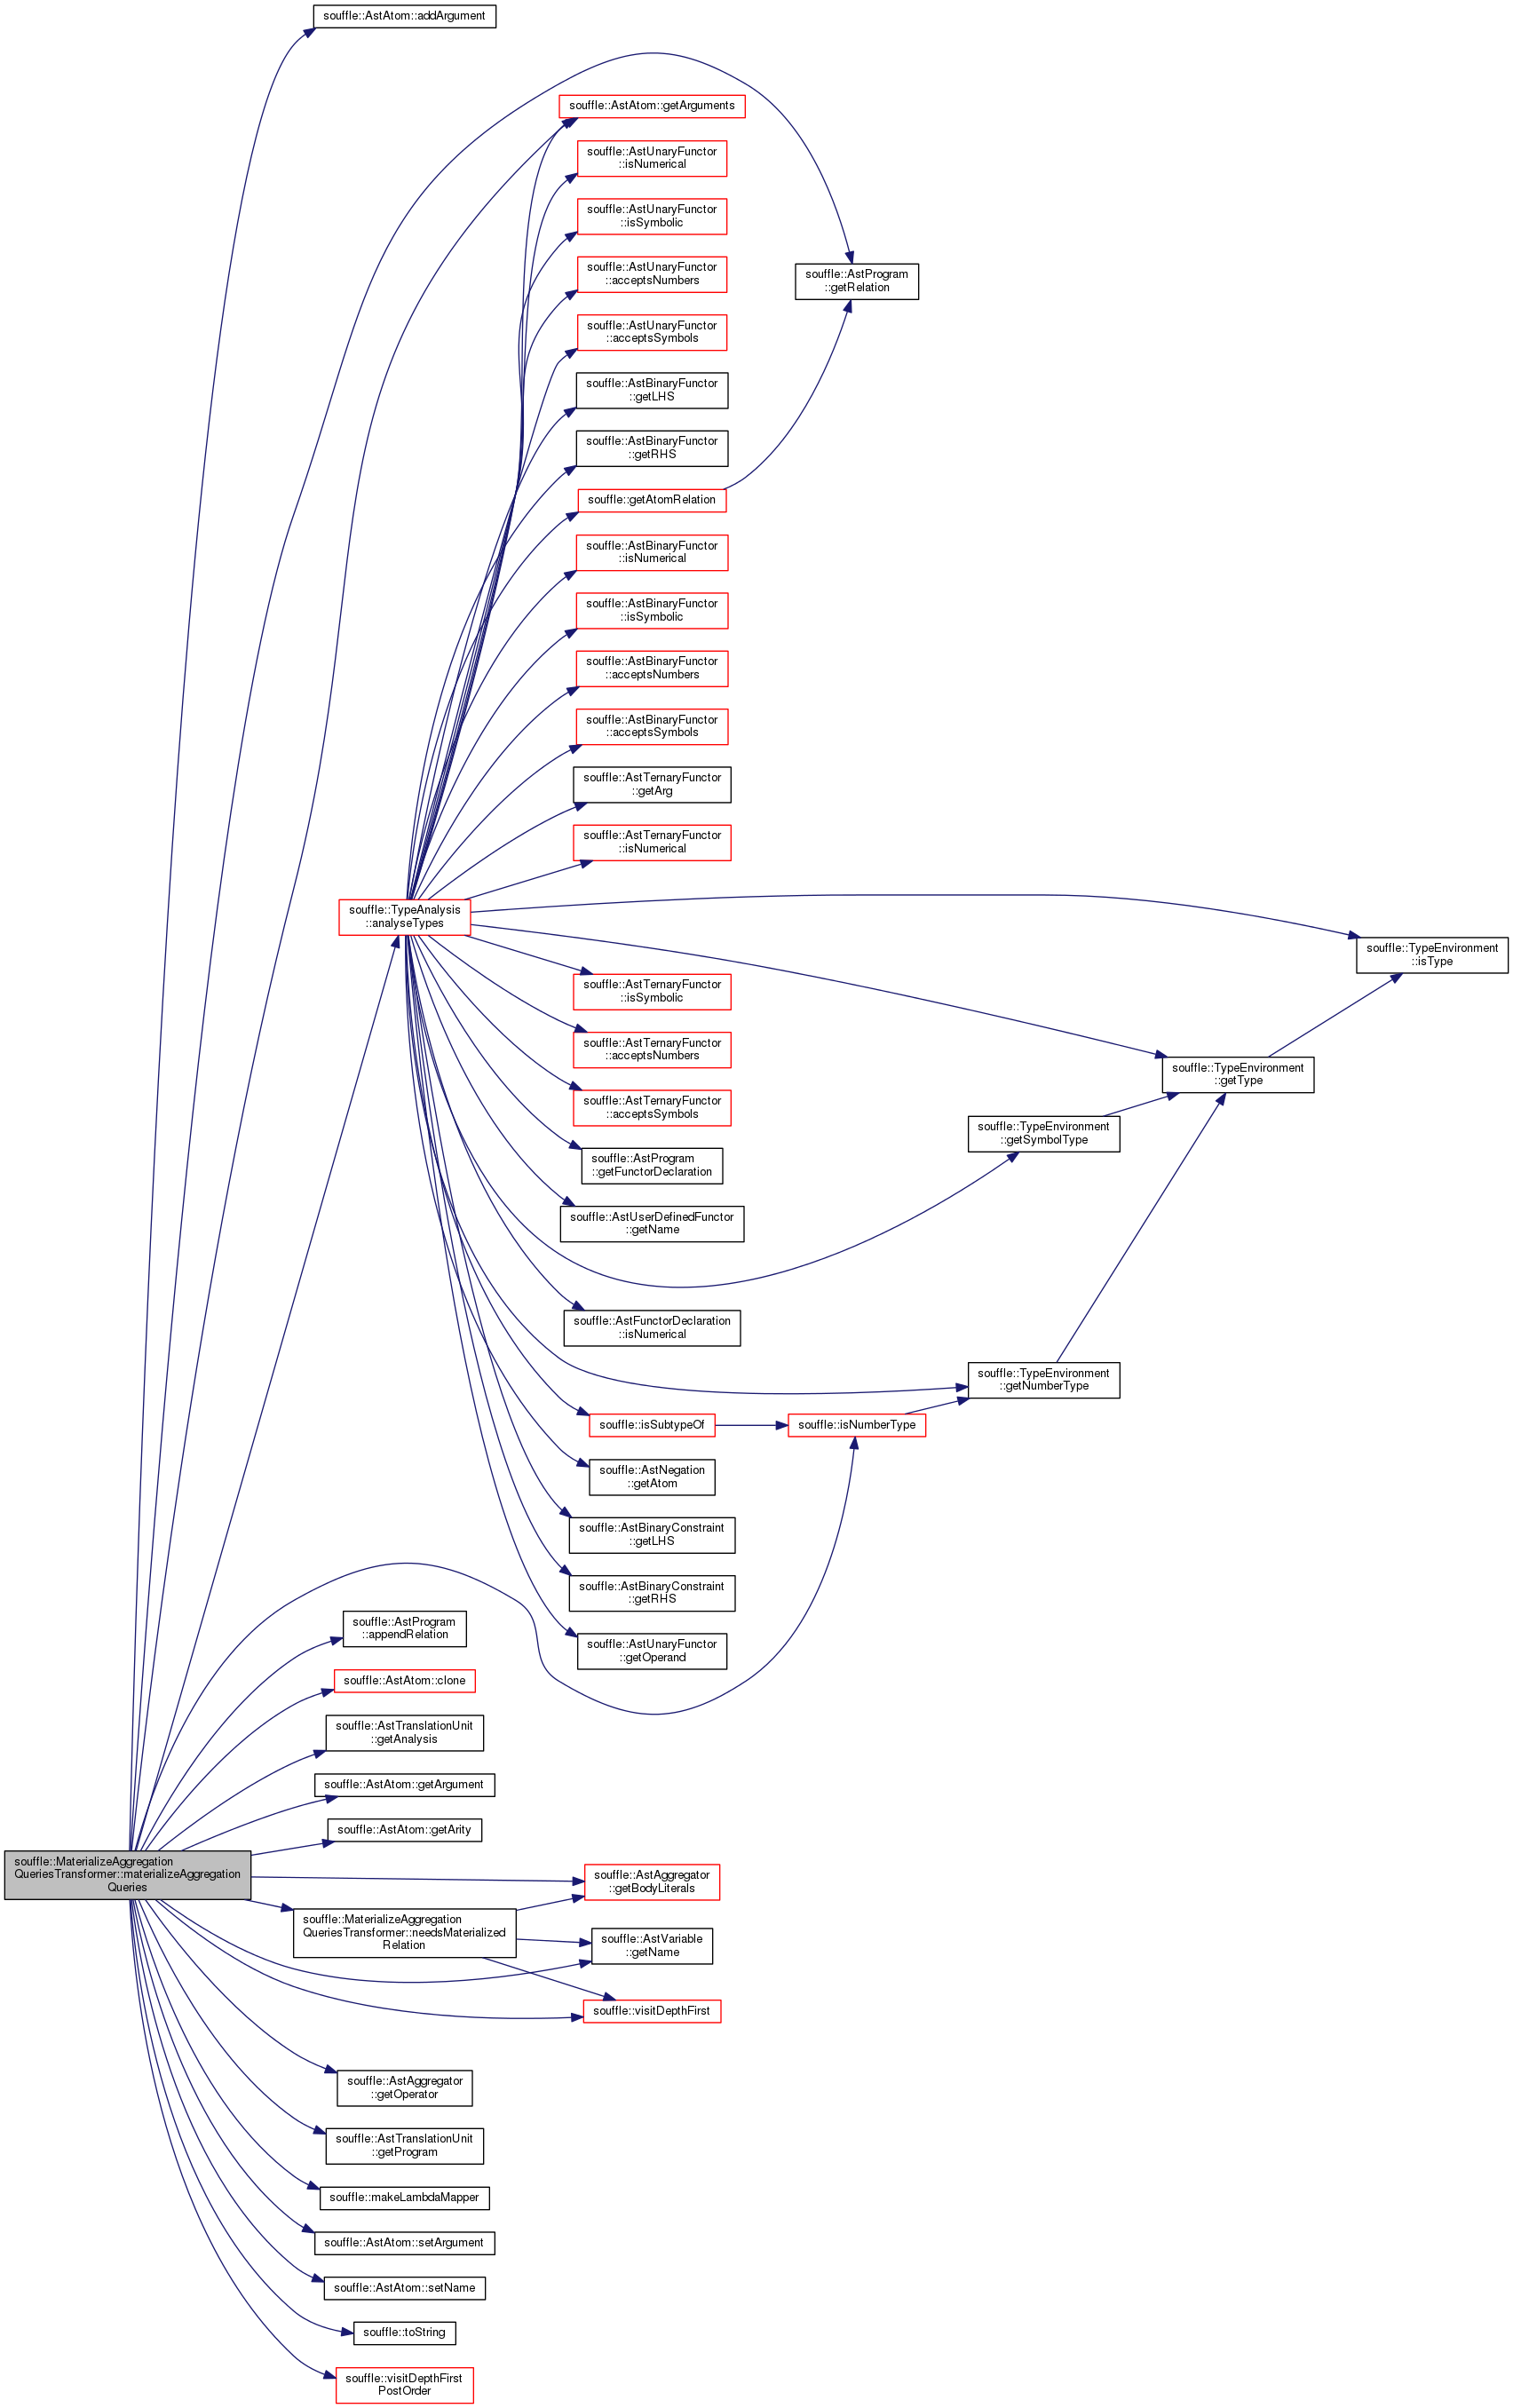 souffle::AstAtom::addArgument
souffle::AstAtom::getArguments
souffle::AstUnaryFunctor
::isNumerical
souffle::AstUnaryFunctor
::isSymbolic
souffle::AstUnaryFunctor
::acceptsNumbers
souffle::AstProgram
::getRelation
souffle::AstUnaryFunctor
::acceptsSymbols
souffle::AstBinaryFunctor
::getLHS
souffle::AstBinaryFunctor
::getRHS
souffle::getAtomRelation
souffle::AstBinaryFunctor
::isNumerical
souffle::AstBinaryFunctor
::isSymbolic
souffle::AstBinaryFunctor
::acceptsNumbers
souffle::AstBinaryFunctor
::acceptsSymbols
souffle::AstTernaryFunctor
::getArg
souffle::AstTernaryFunctor
::isNumerical
souffle::TypeAnalysis
::analyseTypes
souffle::TypeEnvironment
::isType
souffle::AstTernaryFunctor
::isSymbolic
souffle::AstTernaryFunctor
::acceptsNumbers
souffle::TypeEnvironment
::getType
souffle::AstTernaryFunctor
::acceptsSymbols
souffle::TypeEnvironment
::getSymbolType
souffle::AstProgram
::getFunctorDeclaration
souffle::AstUserDefinedFunctor
::getName
souffle::AstFunctorDeclaration
::isNumerical
souffle::TypeEnvironment
::getNumberType
souffle::isSubtypeOf
souffle::isNumberType
souffle::AstNegation
::getAtom
souffle::AstBinaryConstraint
::getLHS
souffle::AstBinaryConstraint
::getRHS
souffle::AstProgram
::appendRelation
souffle::AstUnaryFunctor
::getOperand
souffle::AstAtom::clone
souffle::AstTranslationUnit
::getAnalysis
souffle::AstAtom::getArgument
souffle::AstAtom::getArity
souffle::MaterializeAggregation
QueriesTransformer::materializeAggregation
Queries
souffle::AstAggregator
::getBodyLiterals
souffle::MaterializeAggregation
QueriesTransformer::needsMaterialized
Relation
souffle::AstVariable
::getName
souffle::visitDepthFirst
souffle::AstAggregator
::getOperator
souffle::AstTranslationUnit
::getProgram
souffle::makeLambdaMapper
souffle::AstAtom::setArgument
souffle::AstAtom::setName
souffle::toString
souffle::visitDepthFirst
PostOrder